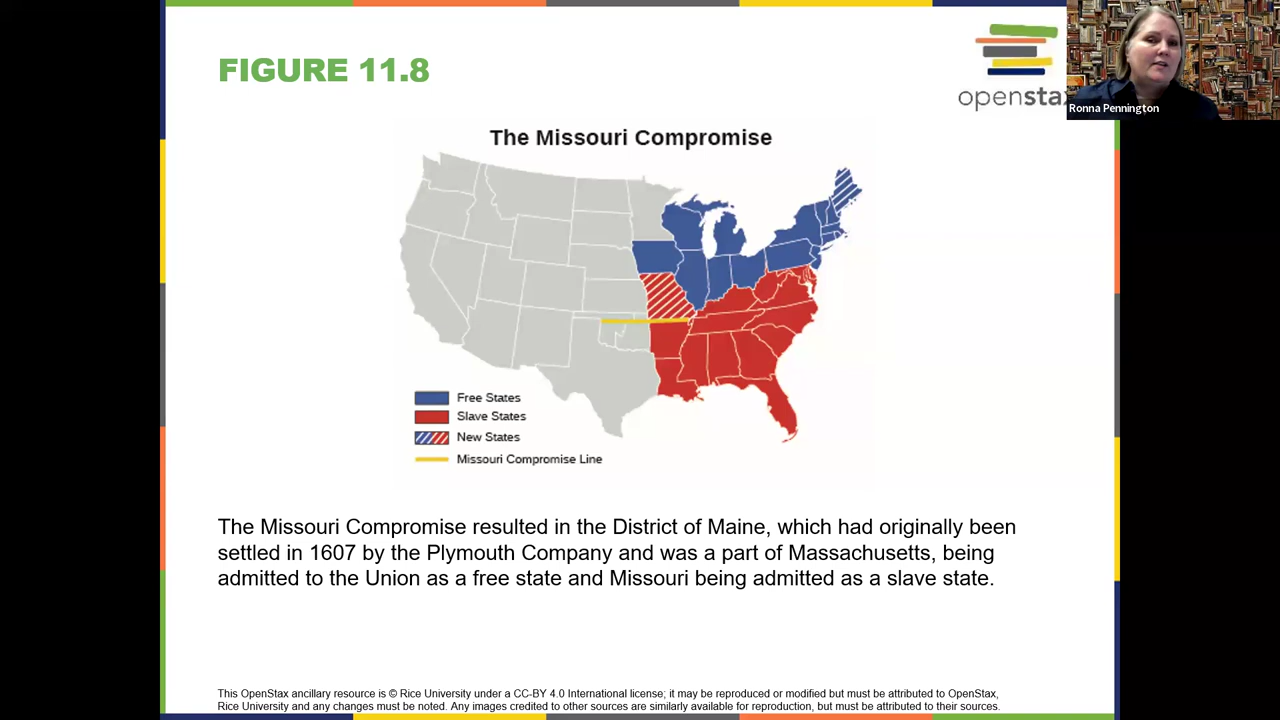 FIGURE 11.8
openstax
Ronna Pennington
The Missouri Compromise
Free States
Slave States
New States
Missouri Compromise Line
The Missouri Compromise resulted in the District of Maine, which had originally been
settled in 1607 by the Plymouth Company and was a part of Massachusetts, being
admitted to the Union as a free state and Missouri being admitted as a slave state.
This OpenStax ancillary resource is © Rice University under a CC-BY 4.0 International license; it may be reproduced or modified but must be attributed to OpenStax,
Rice University and any changes must be noted. Any images credited to other sources are similarly available for reproduction, but must be attributed to their sources.